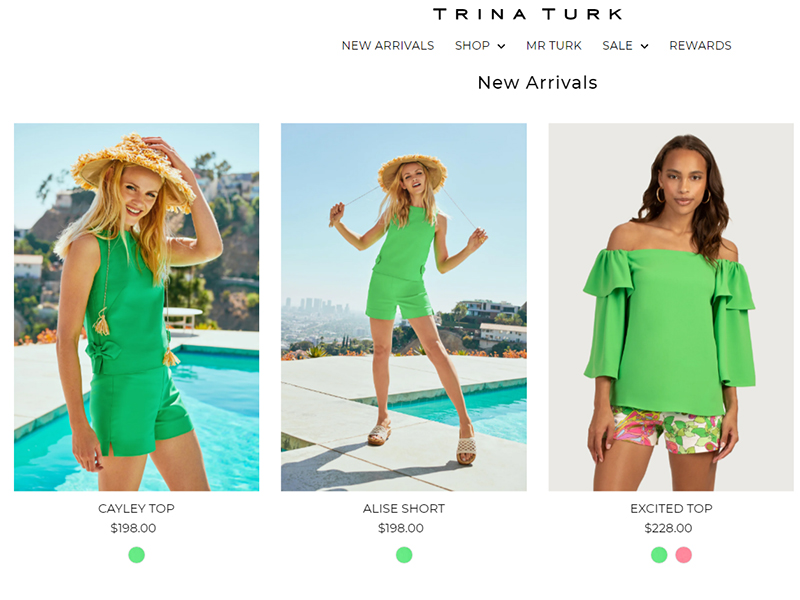 TRINA TURK
NEW ARRIVALS SHOP MR TURK SALE REWARDS
New Arrivals
CAYLEY TOP
$198.00
ALISE SHORT
$198.00
EXCITED TOP
$228.00